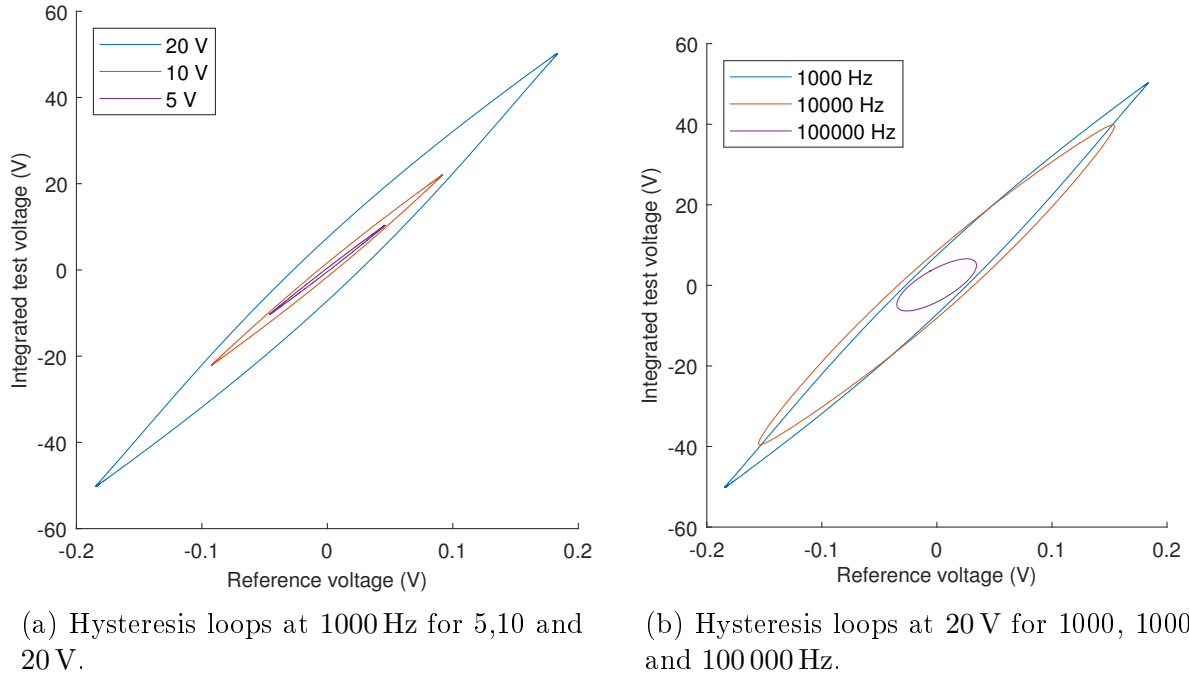 60
40
20
0
-20
-40
-60
-0.2
-0.1
0
0.1
0.2
Integrated test voltage (V)
Reference voltage (V)
20 V
10 V
5 V
(a) Hysteresis loops at 1000 Hz for 5,10 and
20 V.
60
40
20
0
-20
-40
-60
-0.2
-0.1
0
0.1
0.2
Integrated test voltage (V)
Reference voltage (V)
1000 Hz
10000 Hz
100000 Hz
(b) Hysteresis loops at 20 V for 1000, 1000
and 100 000 Hz.